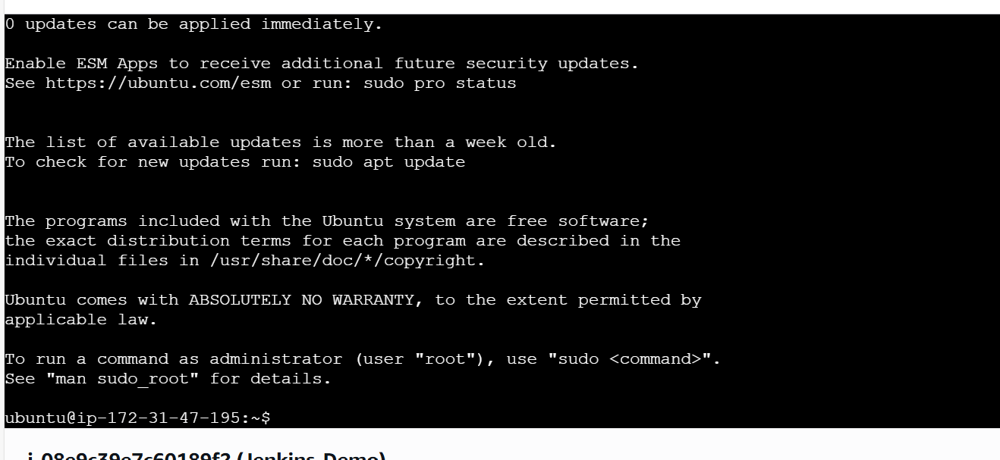 0 updates can be applied immediately.
Enable ESM Apps to receive additional future security updates.
See https://ubuntu.com/esm or run: sudo pro status
The list of available updates is more than a week old.
To check for new updates run: sudo apt update
The programs included with the Ubuntu system are free software;
the exact distribution terms for each program are described in the
individual files in /usr/share/doc/*/copyright.
Ubuntu comes with ABSOLUTELY NO WARRANTY, to the extent permitted by
applicable law.
To run a command as administrator (user "root"), use "sudo <command>".
See "man sudo_root" for details.
ubuntu@ip-172-31-47-195:~$
(Jenkins-Demo)